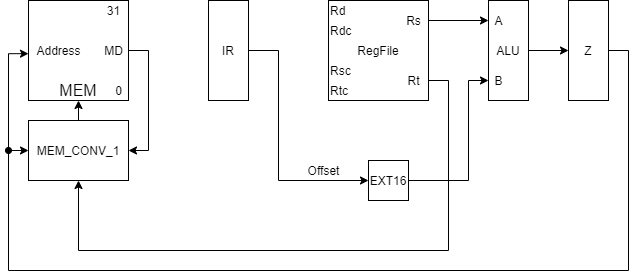 31
Address
MD
MEM
0
MEM_CONV_1
IR
Offset
EXT16
Rd
Rdc
Rs
RegFile
Rsc
Rt
Rtc
A
ALU
B
Z